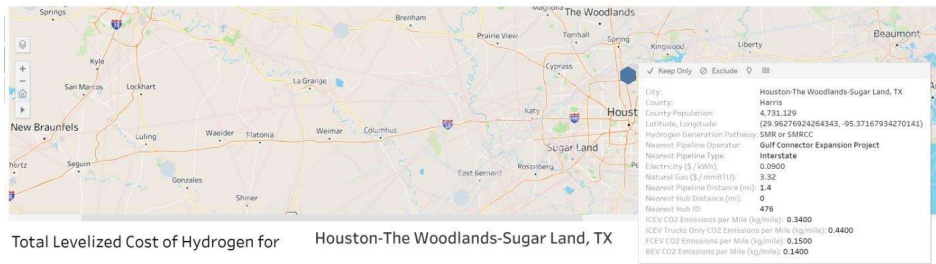 Springs
Brenham
Magnolia
The Woodlands
Prairie View
Tomball
Spring
Kingwood
Liberty
Beaumont
Kyle
San Marcos
Lockhart
La Grange
Cypress
New Braunfels
Luling
Waelder
Flatonia
Weimar
Columbus
Katy
Houst
Sugar Land
Seguin
East Bernard
Rosenberg
Gonzales
Shiner
Keep Only
Exclude
City: Houston-The Woodlands-Sugar Land, TX
County: Harris
County Population: 4,731,129
Latitude, Longitude: (29.96276924264343, -95.37167934270141)
Hydrogen Generation Pathway: SMR or SMRCC
Nearest Pipeline Operator: Gulf Connector Expansion Project
Nearest Pipeline Type: Interstate
Electricity ($ / kWh): 0.0900
Natural Gas ($ / mmBTU): 3.32
Nearest Pipeline Distance (mi): 1.4
Nearest Hub Distance (mi): 0
Nearest Hub ID: 476
ICEV CO2 Emissions per Mile (kg/mile): 0.3400
ICEV Trucks Only CO2 Emissions per Mile (kg/mile): 0.4400
FCEV CO2 Emissions per Mile (kg/mile): 0.1500
BEV CO2 Emissions per Mile (kg/mile): 0.1400
Total Levelized Cost of Hydrogen for Houston-The Woodlands-Sugar Land, TX